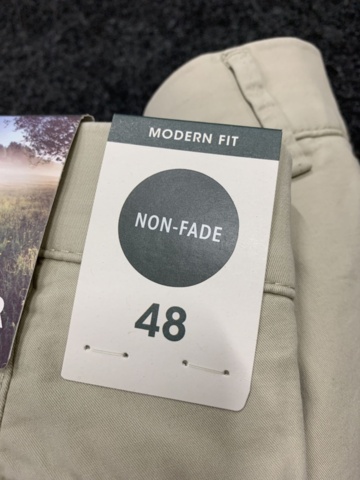 MODERN FIT
NON-FADE
48
R